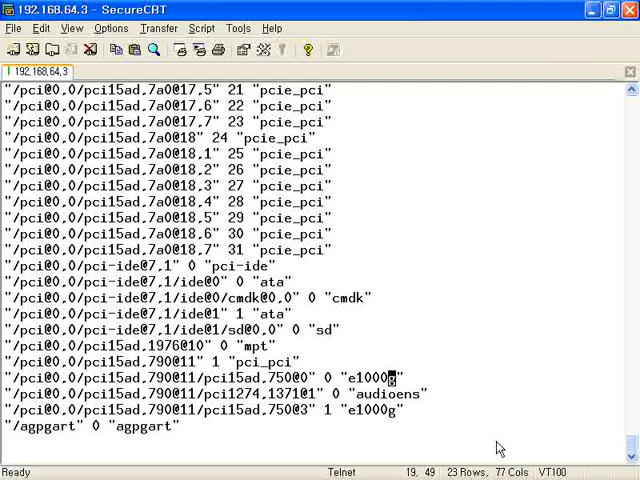 192.168.64.3 - SecureCRT
File Edit View Options Transfer Script Tools Help
192,168,64,3
"/pci@0,0/pci15ad,7a0@17,5" 21 "pcie_pci"
"/pci@0,0/pci15ad,7a0@17,6" 22 "pcie_pci"
"/pci@0,0/pci15ad,7a0@17,7" 23 "pcie_pci"
"/pci@0,0/pci15ad,7a0@18" 24 "pcie_pci"
"/pci@0,0/pci15ad,7a0@18,1" 25 "pcie_pci"
"/pci@0,0/pci15ad,7a0@18,2" 26 "pcie_pci"
"/pci@0,0/pci15ad,7a0@18,3" 27 "pcie_pci"
"/pci@0,0/pci15ad,7a0@18,4" 28 "pcie_pci"
"/pci@0,0/pci15ad,7a0@18,5" 29 "pcie_pci"
"/pci@0,0/pci15ad,7a0@18,6" 30 "pcie_pci"
"/pci@0,0/pci15ad,7a0@18,7" 31 "pcie_pci"
"/pci@0,0/pci-ide@7,1" 0 "pci-ide"
"/pci@0,0/pci-ide@7,1/ide@0" 0 "ata"
"/pci@0,0/pci-ide@7,1/ide@0/cmdk@0,0" 0 "cmdk"
"/pci@0,0/pci-ide@7,1/ide@1" 1 "ata"
"/pci@0,0/pci-ide@7,1/ide@1/sd@0,0" 0 "sd"
"/pci@0,0/pci15ad,1976@10" 0 "mpt"
"/pci@0,0/pci15ad,790@11" 1 "pci_pci"
"/pci@0,0/pci15ad,790@11/pci15ad,750@0" 0 "e1000g"
"/pci@0,0/pci15ad,790@11/pci1274,1371@1" 0 "audioens"
"/pci@0,0/pci15ad,790@11/pci15ad,750@3" 1 "e1000g"
"/agpgart" 0 "agpgart"
Ready Telnet 19, 49 23 Rows, 77 Cols VT100